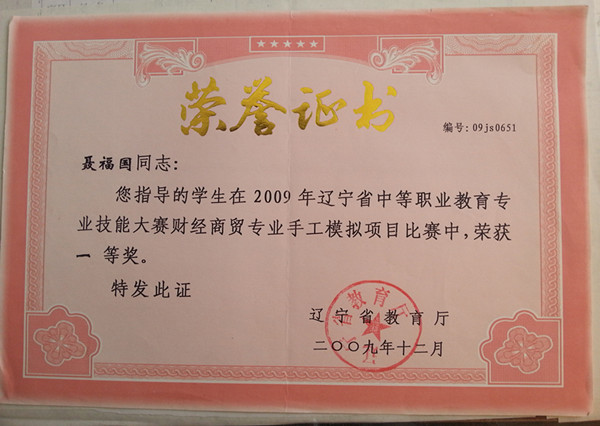 荣誉证书
编号:09js0651
聂福国同志:
您指导的学生在2009年辽宁省中等职业教育专
业技能大赛财经商贸专业手工模拟项目比赛中,荣获
一 等奖。
特发此证
辽宁省教育厅
二〇〇九年十二月
省教育厅